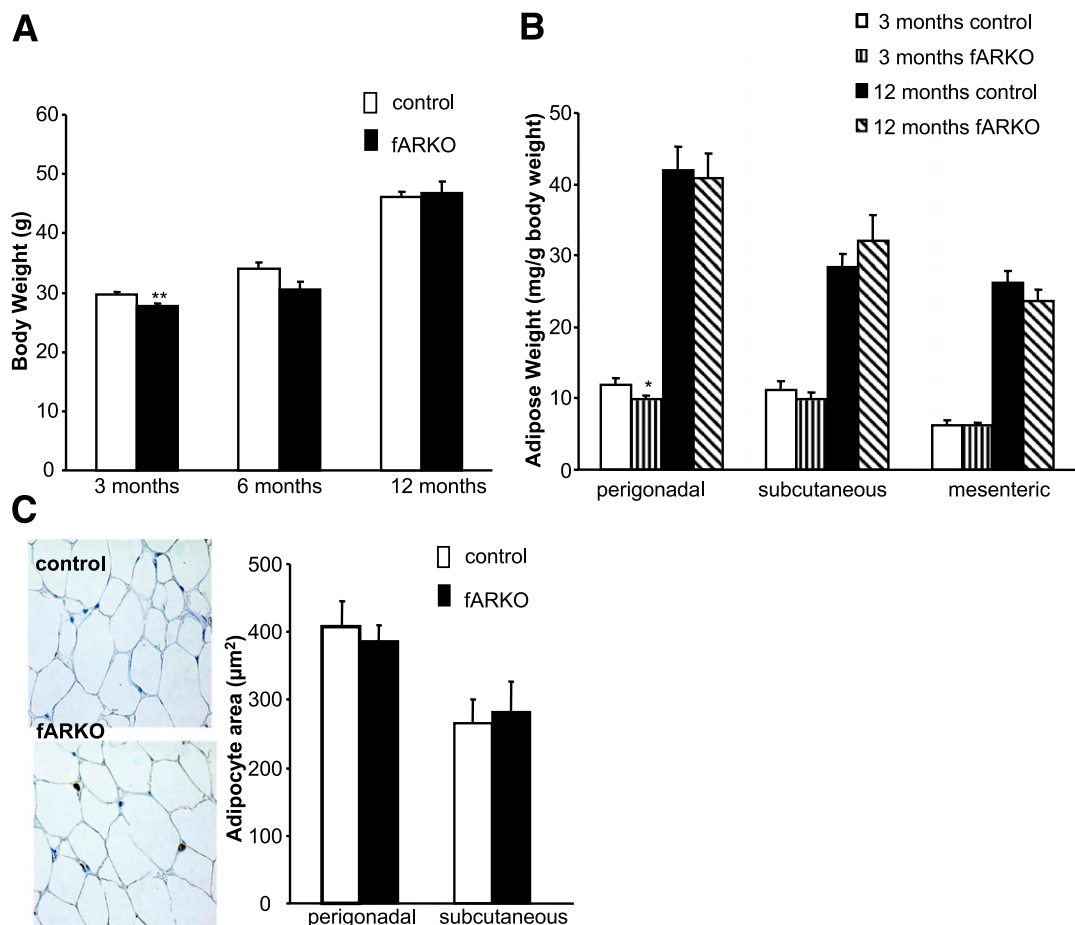 A
control
fARKO
Body Weight (g)
60
50
40
30
20
10
0
**
3 months
6 months
12 months
B
3 months control
3 months fARKO
12 months control
12 months fARKO
Adipose Weight (mg/g body weight)
50
40
30
20
10
0
*
perigonadal
subcutaneous
mesenteric
C
control
fARKO
control
fARKO
Adipocyte area (µm²)
500
400
300
200
100
0
perigonadal
subcutaneous